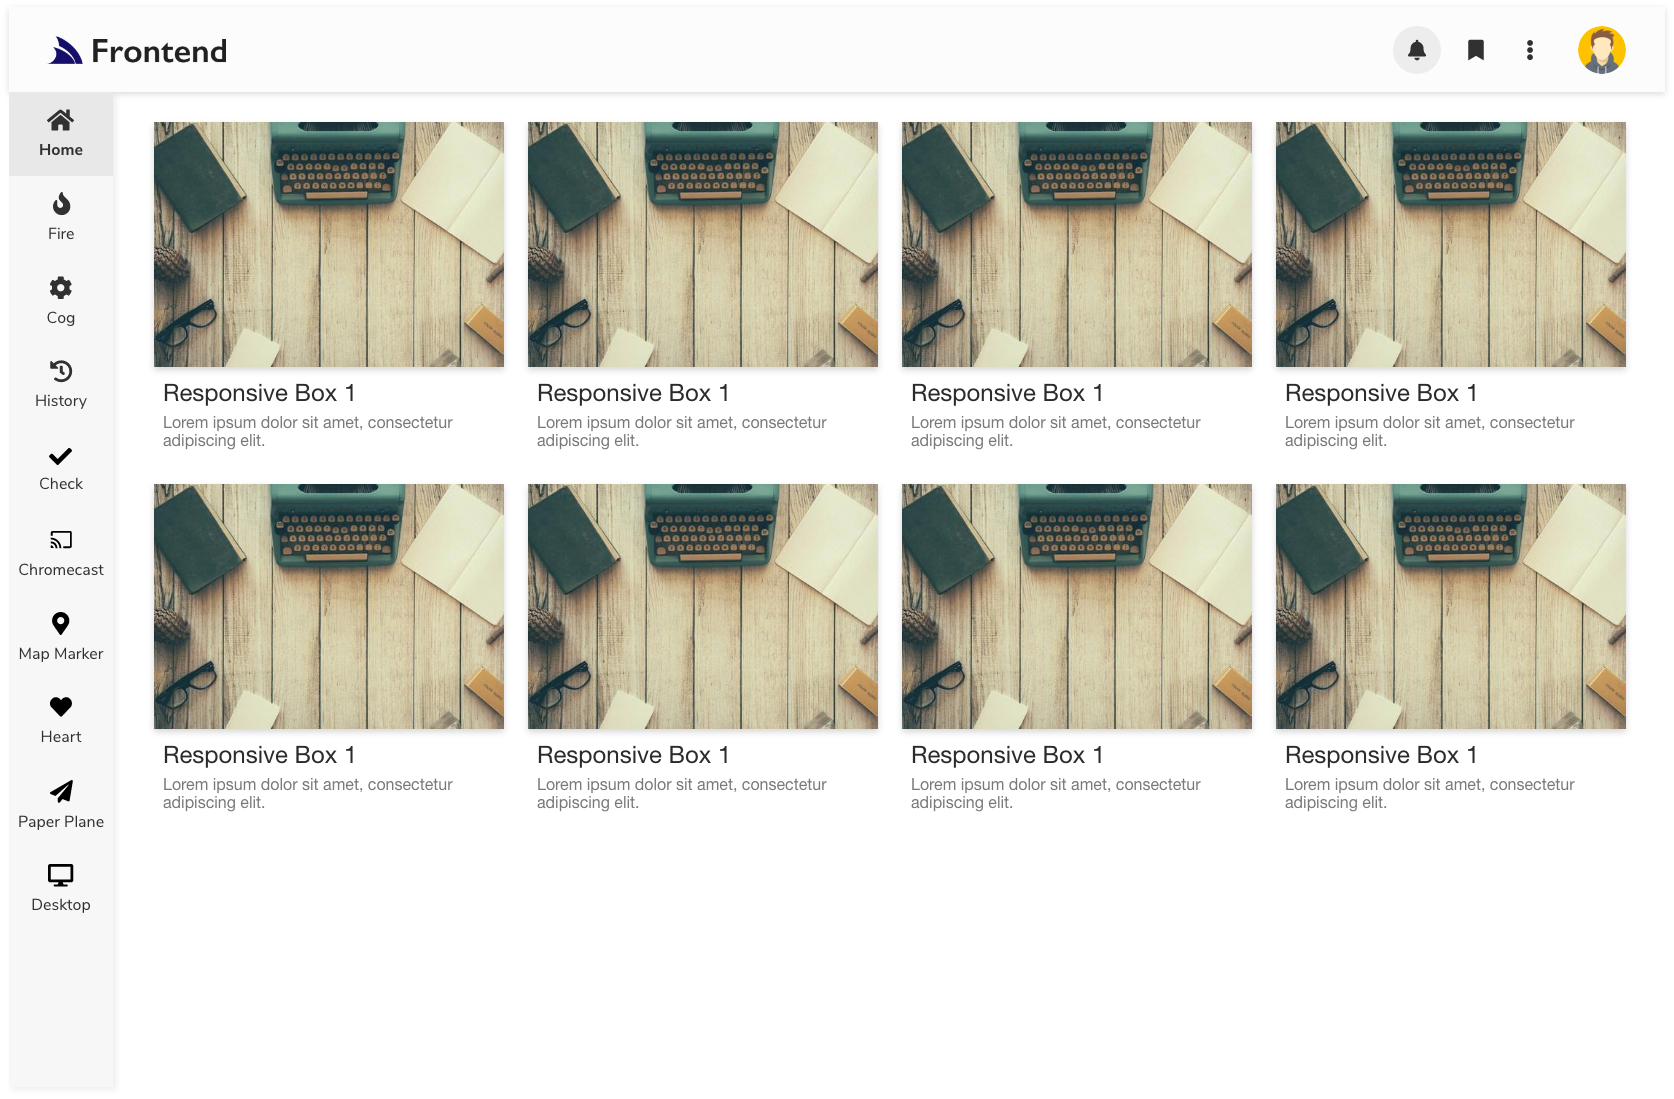 Frontend
Home
Fire
Cog
History
Check
Chromecast
Map Marker
Heart
Paper Plane
Desktop
Responsive Box 1
Lorem ipsum dolor sit amet, consectetur
adipiscing elit.
Responsive Box 1
Lorem ipsum dolor sit amet, consectetur
adipiscing elit.
Responsive Box 1
Lorem ipsum dolor sit amet, consectetur
adipiscing elit.
Responsive Box 1
Lorem ipsum dolor sit amet, consectetur
adipiscing elit.
Responsive Box 1
Lorem ipsum dolor sit amet, consectetur
adipiscing elit.
Responsive Box 1
Lorem ipsum dolor sit amet, consectetur
adipiscing elit.
Responsive Box 1
Lorem ipsum dolor sit amet, consectetur
adipiscing elit.
Responsive Box 1
Lorem ipsum dolor sit amet, consectetur
adipiscing elit.